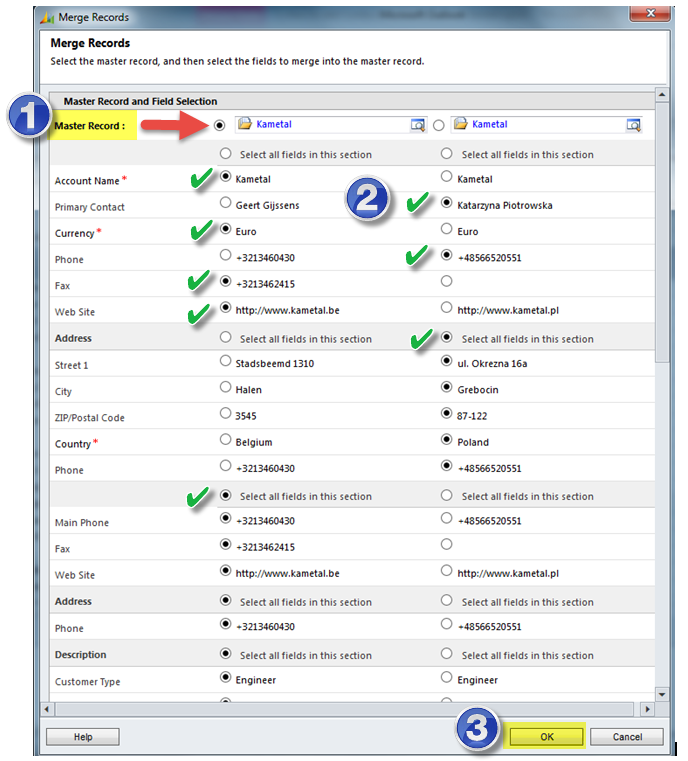 Merge Records
Merge Records
Select the master record, and then select the fields to merge into the master record.
Master Record and Field Selection
1
Master Record : Kametal Kametal
Select all fields in this section Select all fields in this section
Account Name * Kametal Kametal
2
Primary Contact Geert Gijssens Katarzyna Piotrowska
Currency * Euro Euro
Phone +3213460430 +48566520551
Fax +3213462415
Web Site http://www.kametal.be http://www.kametal.pl
Address Select all fields in this section Select all fields in this section
Street 1 Stadsbeemd 1310 ul. Okrezna 16a
City Halen Grebocin
ZIP/Postal Code 3545 87-122
Country * Belgium Poland
Phone +3213460430 +48566520551
Select all fields in this section Select all fields in this section
Main Phone +3213460430 +48566520551
Fax +3213462415
Web Site http://www.kametal.be http://www.kametal.pl
Address Select all fields in this section Select all fields in this section
Phone +3213460430 +48566520551
Description Select all fields in this section Select all fields in this section
Customer Type Engineer Engineer
3
Help OK Cancel